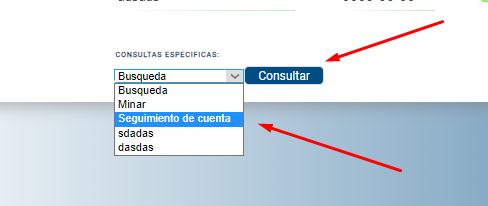 CONSULTAS ESPECIFICAS:
Busqueda Consultar
Busqueda
Minar
Seguimiento de cuenta
sdadas
dasdas